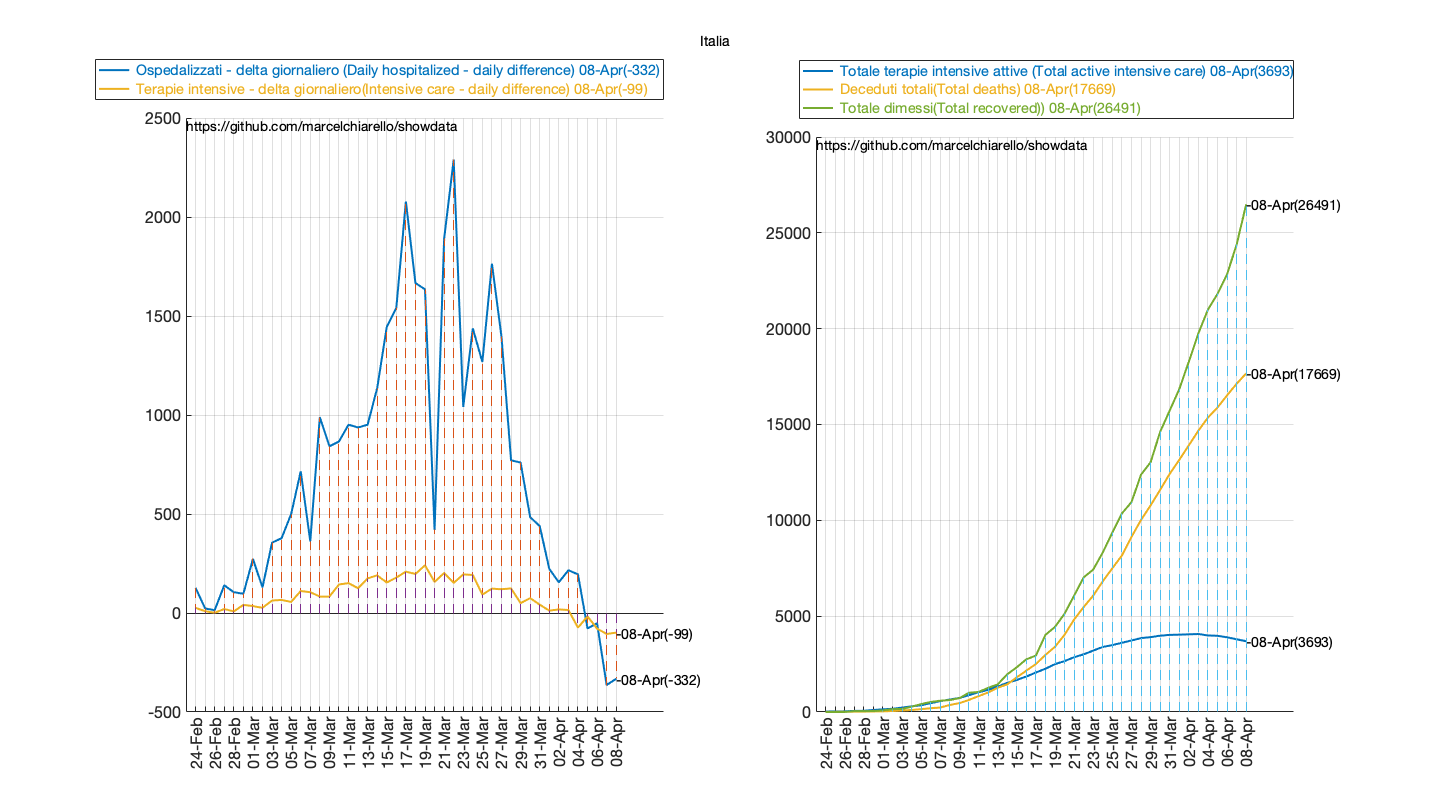 Italia
Ospedalizzati - delta giornaliero (Daily hospitalized - daily difference) 08-Apr(-332)
Terapie intensive - delta giornaliero(Intensive care - daily difference) 08-Apr(-99)
https://github.com/marcelchiarello/showdata
2500
2000
1500
1000
500
0
-500
-08-Apr(-99)
-08-Apr(-332)
24-Feb
26-Feb
28-Feb
01-Mar
03-Mar
05-Mar
07-Mar
09-Mar
11-Mar
13-Mar
15-Mar
17-Mar
19-Mar
21-Mar
23-Mar
25-Mar
27-Mar
29-Mar
31-Mar
02-Apr
04-Apr
06-Apr
08-Apr
Totale terapie intensive attive (Total active intensive care) 08-Apr(3693)
Deceduti totali(Total deaths) 08-Apr(17669)
Totale dimessi(Total recovered)) 08-Apr(26491)
https://github.com/marcelchiarello/showdata
30000
25000
20000
15000
10000
5000
0
-08-Apr(26491)
-08-Apr(17669)
-08-Apr(3693)
24-Feb
26-Feb
28-Feb
01-Mar
03-Mar
05-Mar
07-Mar
09-Mar
11-Mar
13-Mar
15-Mar
17-Mar
19-Mar
21-Mar
23-Mar
25-Mar
27-Mar
29-Mar
31-Mar
02-Apr
04-Apr
06-Apr
08-Apr